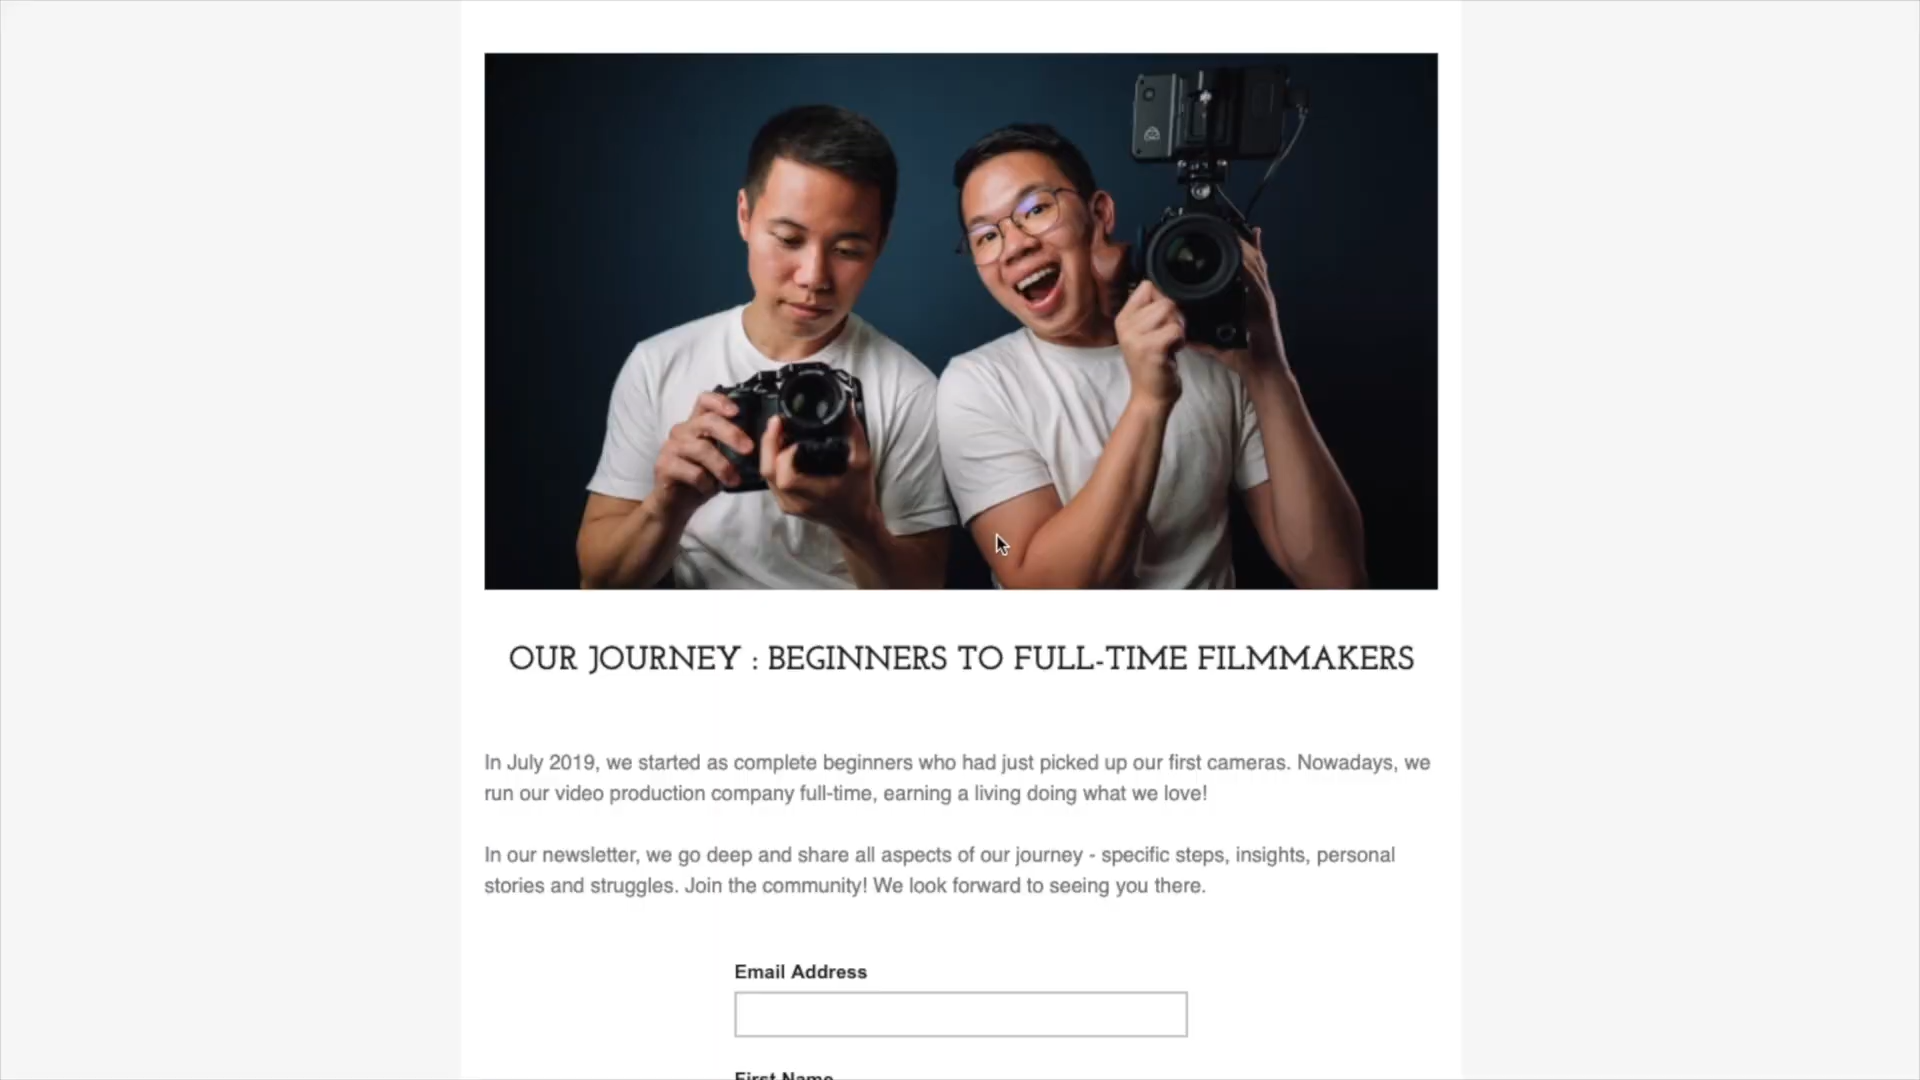 OUR JOURNEY : BEGINNERS TO FULL-TIME FILMMAKERS
In July 2019, we started as complete beginners who had just picked up our first cameras. Nowadays, we
run our video production company full-time, earning a living doing what we love!
In our newsletter, we go deep and share all aspects of our journey - specific steps, insights, personal
stories and struggles. Join the community! We look forward to seeing you there.
Email Address
First Name